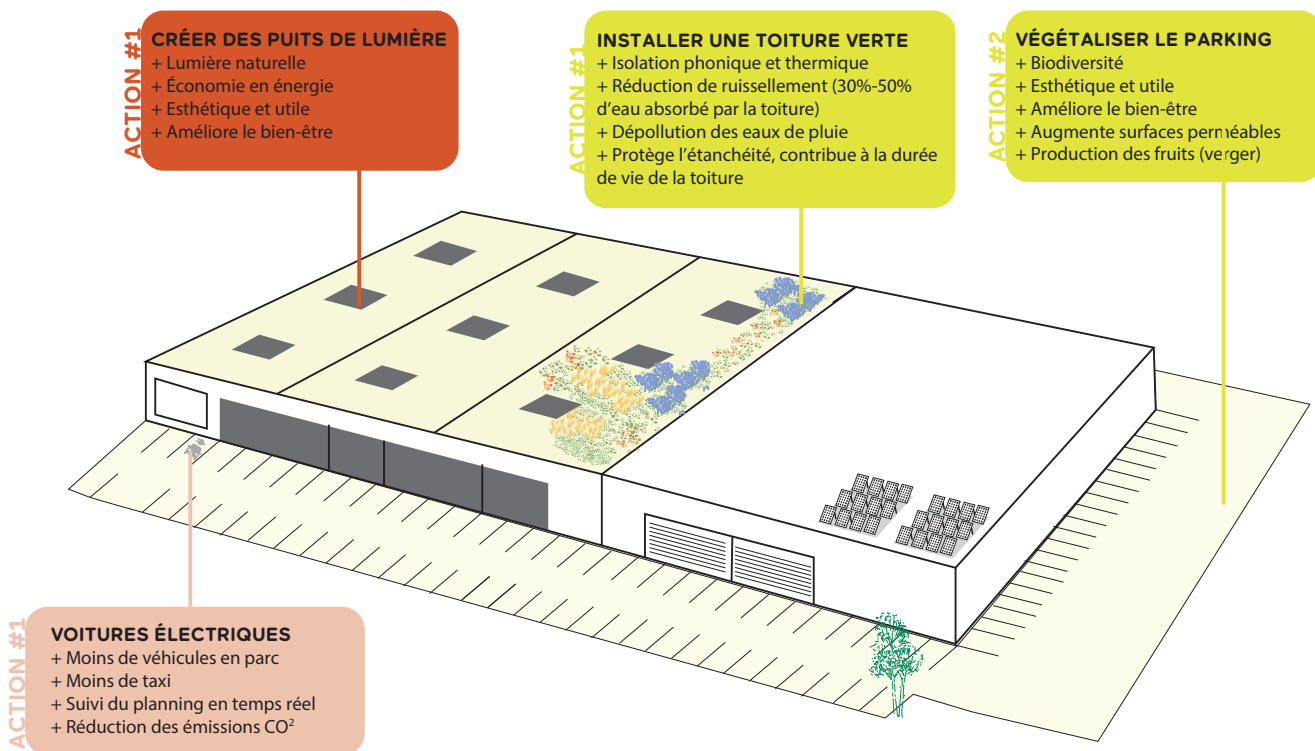 ACTION #1
CRÉER DES PUITS DE LUMIÈRE
+ Lumière naturelle
+ Économie en énergie
+ Esthétique et utile
+ Améliore le bien-être
ACTION #1
INSTALLER UNE TOITURE VERTE
+ Isolation phonique et thermique
+ Réduction de ruissellement (30%-50%
d'eau absorbé par la toiture)
+ Dépollution des eaux de pluie
+ Protège l'étanchéité, contribue à la durée
de vie de la toiture
ACTION #2
VÉGÉTALISER LE PARKING
+ Biodiversité
+ Esthétique et utile
+ Améliore le bien-être
+ Augmente surfaces perméables
+ Production des fruits (verger)
ACTION #1
VOITURES ÉLECTRIQUES
+ Moins de véhicules en parc
+ Moins de taxi
+ Suivi du planning en temps réel
+ Réduction des émissions CO²